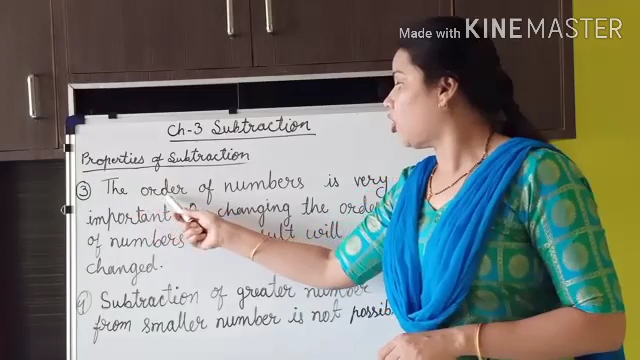 Made with KINEMASTER
Ch-3 Subtraction
Properties of Subtraction
③ The order of numbers is very
important changing the order
of numbers will
changed.
④ Subtraction of greater number
from smaller number is not possib